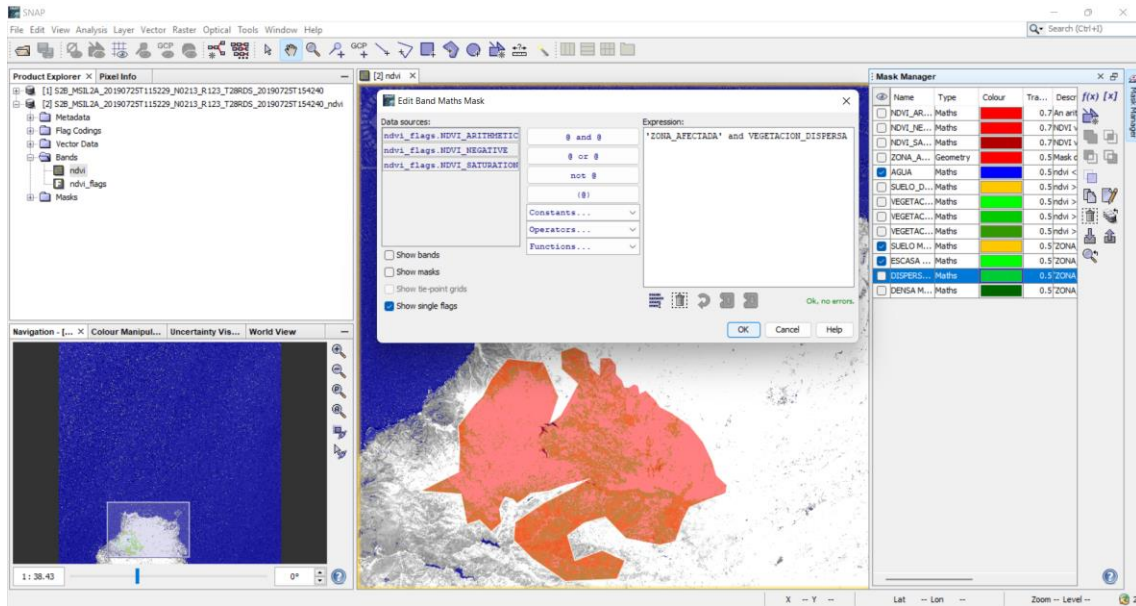 SNAP
File Edit View Analysis Layer Vector Raster Optical Tools Window Help
Search (Ctrl+I)
GCP
GCP
Product Explorer × Pixel Info
[1] S2B_MSIL2A_20190725T115229_N0213_R123_T28RDS_20190725T154240
[2] S2B_MSIL2A_20190725T115229_N0213_R123_T28RDS_20190725T154240_ndvi
Metadata
Flag Codings
Vector Data
Bands
ndvi
ndvi_flags
Masks
[2] ndvi ×
Edit Band Maths Mask
Data sources:
ndvi_flags.NDVI_ARITHMETIC
ndvi_flags.NDVI_NEGATIVE
ndvi_flags.NDVI_SATURATION
@ and @
@ or @
not @
(@)
Constants...
Operators...
Functions...
Show bands
Show masks
Show tie-point grids
Show single flags
Expression:
'ZONA_AFECTADA' and VEGETACION_DISPERSA
Ok, no errors.
OK Cancel Help
Mask Manager
Name Type Colour Tra... Descr
NDVI_AR... Maths 0.7 An arit
NDVI_NE... Maths 0.7 NDVI v
NDVI_SA... Maths 0.7 NDVI v
ZONA_A... Geometry 0.5 Mask d
AGUA Maths 0.5 ndvi <
SUELO_D... Maths 0.5 ndvi >
VEGETAC... Maths 0.5 ndvi >
VEGETAC... Maths 0.5 ndvi >
VEGETAC... Maths 0.5 ndvi >
SUELO M... Maths 0.5 'ZONA
ESCASA ... Maths 0.5 'ZONA
DISPERS... Maths 0.5 'ZONA
DENSA M... Maths 0.5 'ZONA
f(x) [x]
Mask Manager
Navigation - [... × Colour Manipul... Uncertainty Vis... World View
1 : 38.43
0°
X -- Y -- Lat -- Lon -- Zoom -- Level --